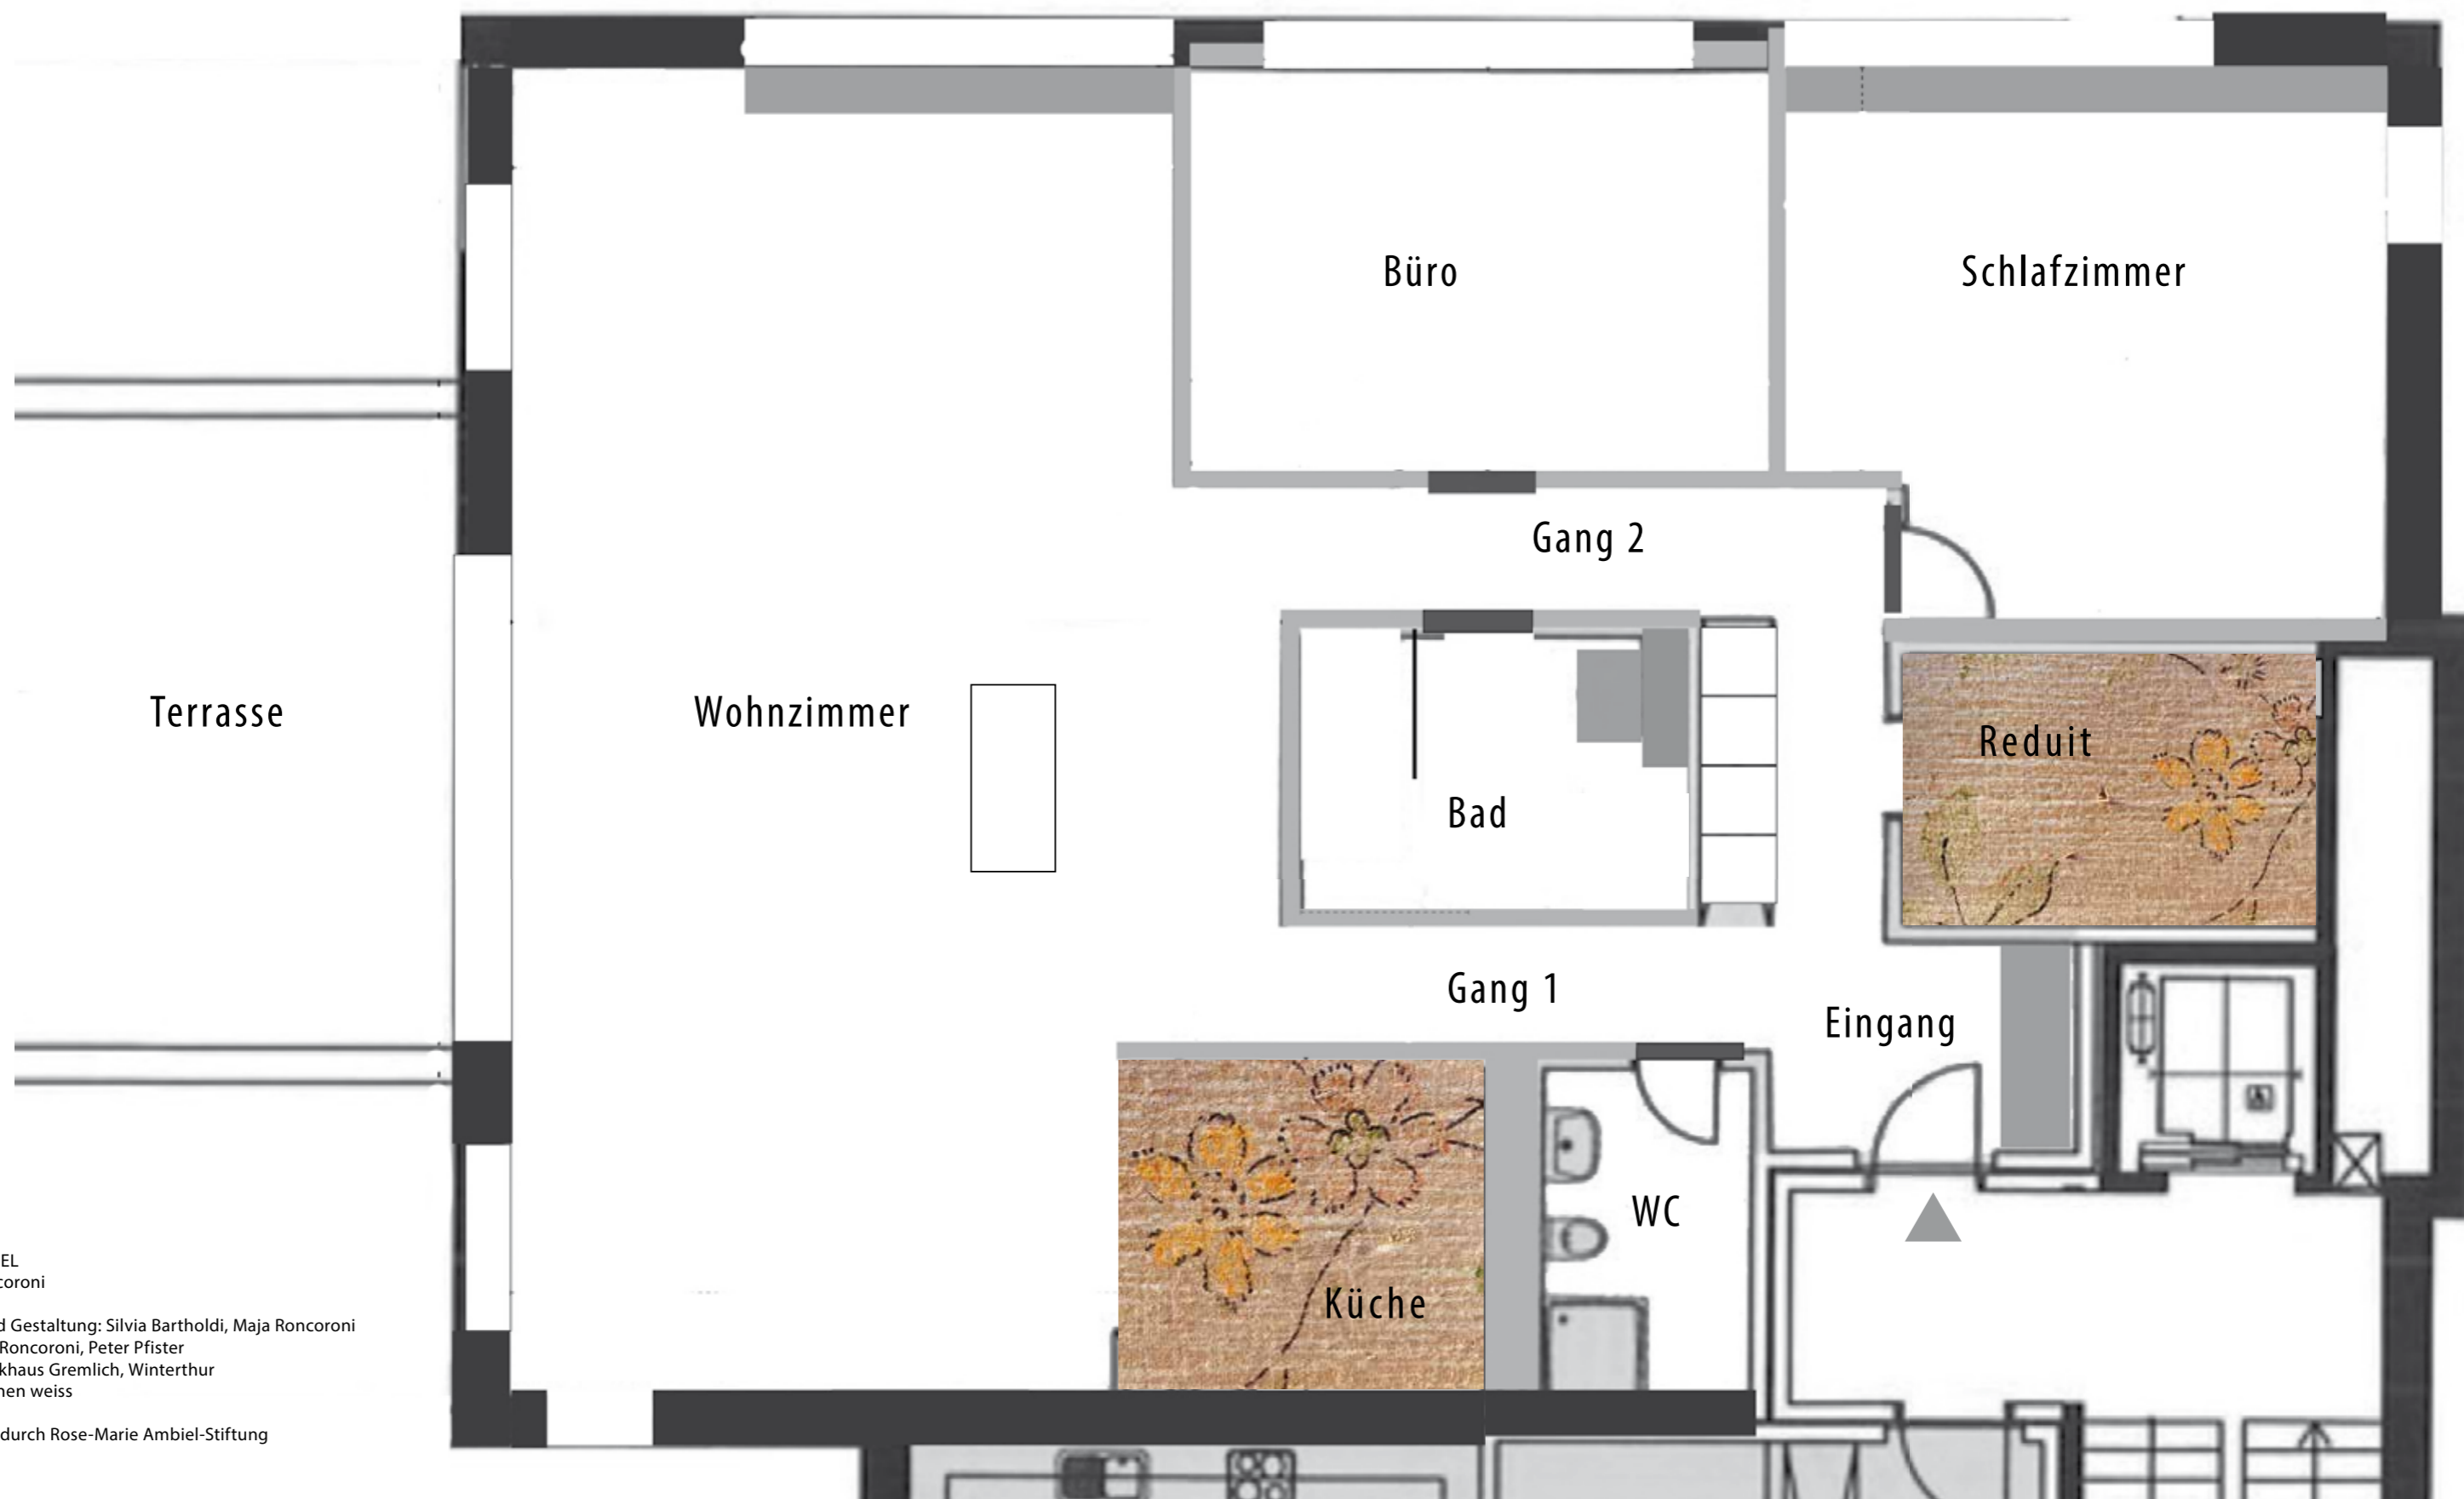 Büro
Schlafzimmer
Gang 2
Terrasse
Wohnzimmer
Reduit
Bad
Gang 1
Eingang
WC
Küche
EL
coroni
d Gestaltung: Silvia Bartholdi, Maja Roncoroni
Roncoroni, Peter Pfister
khaus Gremlich, Winterthur
nen weiss
durch Rose-Marie Ambiel-Stiftung